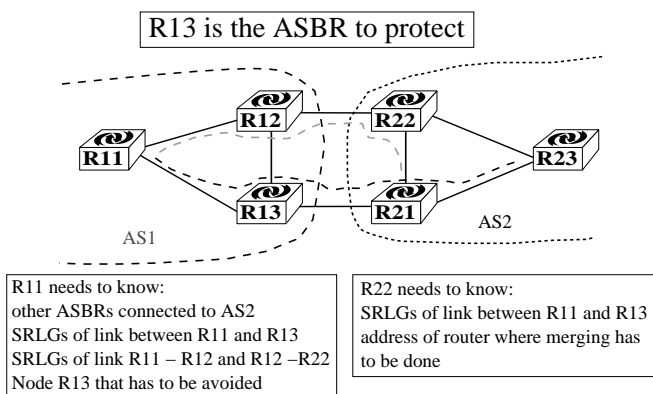 R13 is the ASBR to protect
R12
R22
R11
R23
R13
R21
AS1
AS2
R11 needs to know:
other ASBRs connected to AS2
SRLGs of link between R11 and R13
SRLGs of link R11 – R12 and R12 –R22
Node R13 that has to be avoided
R22 needs to know:
SRLGs of link between R11 and R13
address of router where merging has
to be done